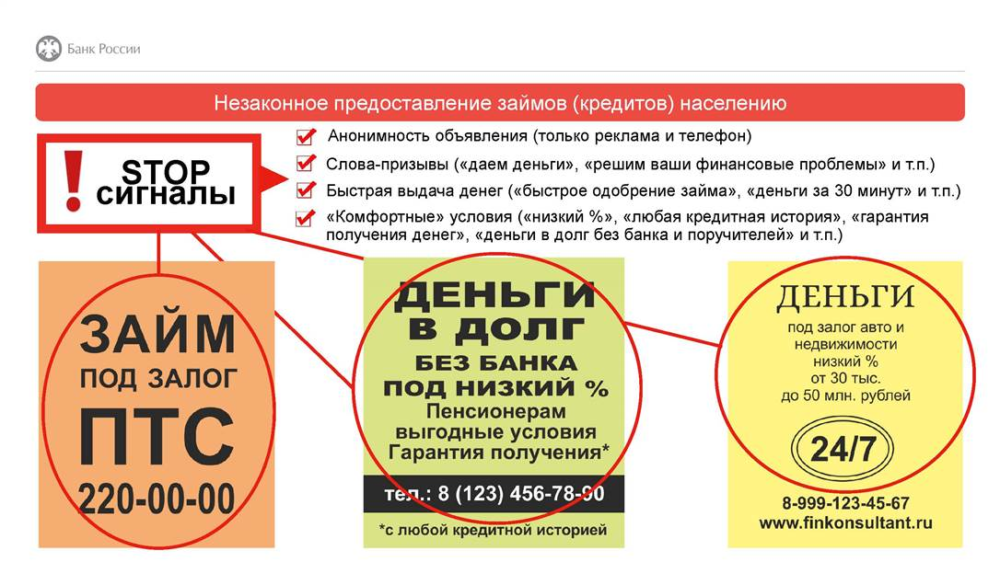 Банк России
Незаконное предоставление займов (кредитов) населению
! STOP
сигналы
Анонимность объявления (только реклама и телефон)
Слова-призывы («даем деньги», «решим ваши финансовые проблемы» и т.п.)
Быстрая выдача денег («быстрое одобрение займа», «деньги за 30 минут» и т.п.)
«Комфортные» условия («низкий %», «любая кредитная история», «гарантия
получения денег», «деньги в долг без банка и поручителей» и т.п.)
ЗАЙМ
ПОД ЗАЛОГ
ПТС
220-00-00
ДЕНЬГИ
В ДОЛГ
БЕЗ БАНКА
ПОД НИЗКИЙ %
Пенсионерам
выгодные условия
Гарантия получения*
тел.: 8 (123) 456-78-90
*с любой кредитной историей
ДЕНЬГИ
под залог авто и
недвижимости
низкий %
от 30 тыс.
до 50 млн. рублей
24/7
8-999-123-45-67
www.finkonsultant.ru